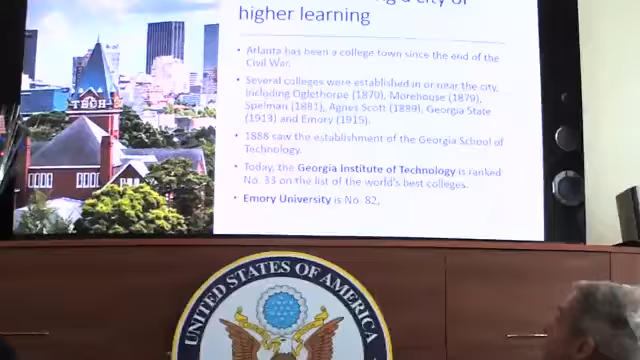 higher learning
• Atlanta has been a college town since the end of the
Civil War.
• Several colleges were established in or near the city,
including Oglethorpe (1870), Morehouse (1879),
Spelman (1881), Agnes Scott (1889), Georgia State
(1913) and Emory (1915).
• 1888 saw the establishment of the Georgia School of
Technology.
• Today, the Georgia Institute of Technology is ranked
No. 33 on the list of the world's best colleges.
• Emory University is No. 82.
TECH
UNITED STATES OF AMERICA